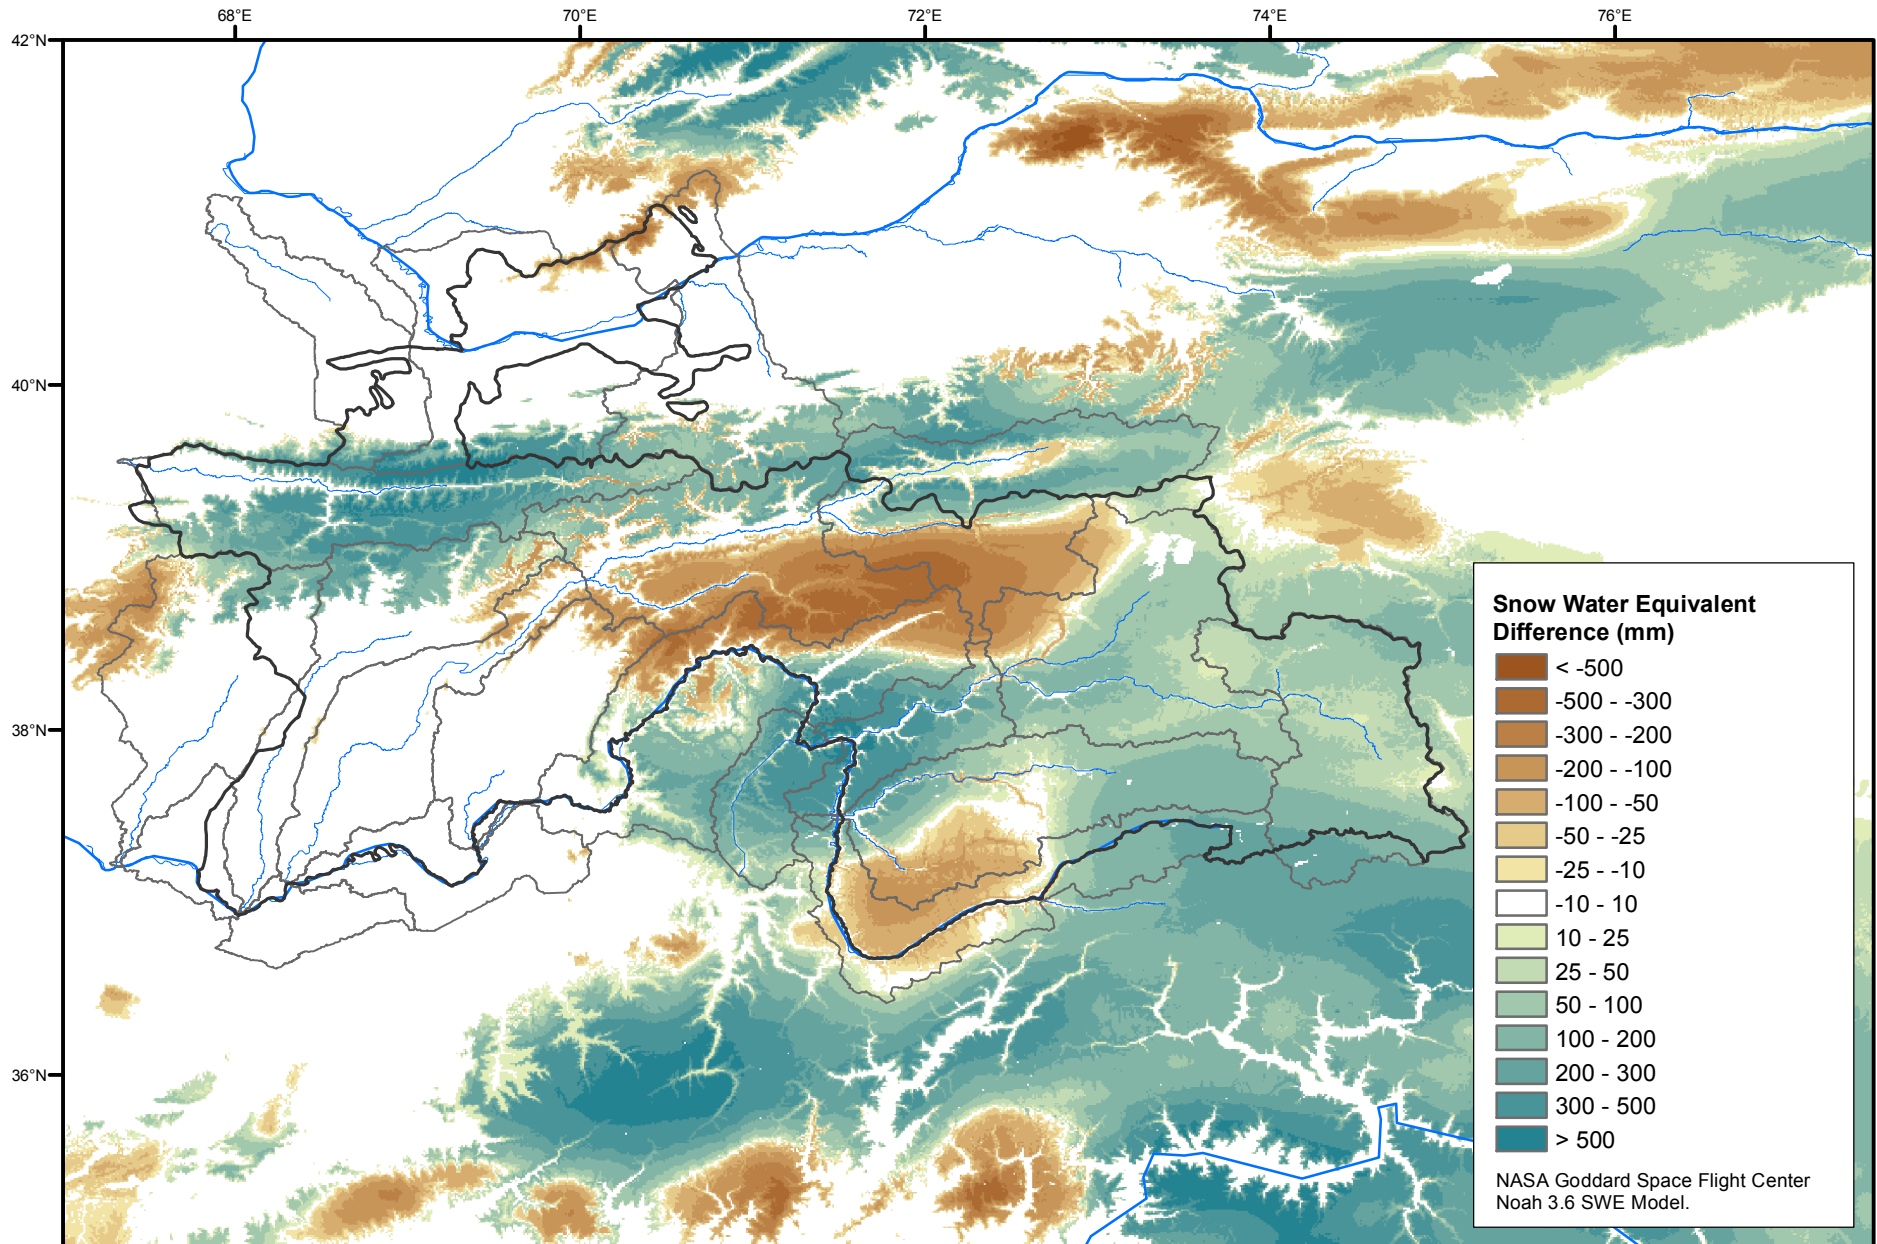 68°E
70°E
72°E
74°E
76°E
42°N
40°N
38°N
36°N
Snow Water Equivalent
Difference (mm)
< -500
-500 - -300
-300 - -200
-200 - -100
-100 - -50
-50 - -25
-25 - -10
-10 - 10
10 - 25
25 - 50
50 - 100
100 - 200
200 - 300
300 - 500
> 500
NASA Goddard Space Flight Center
Noah 3.6 SWE Model.